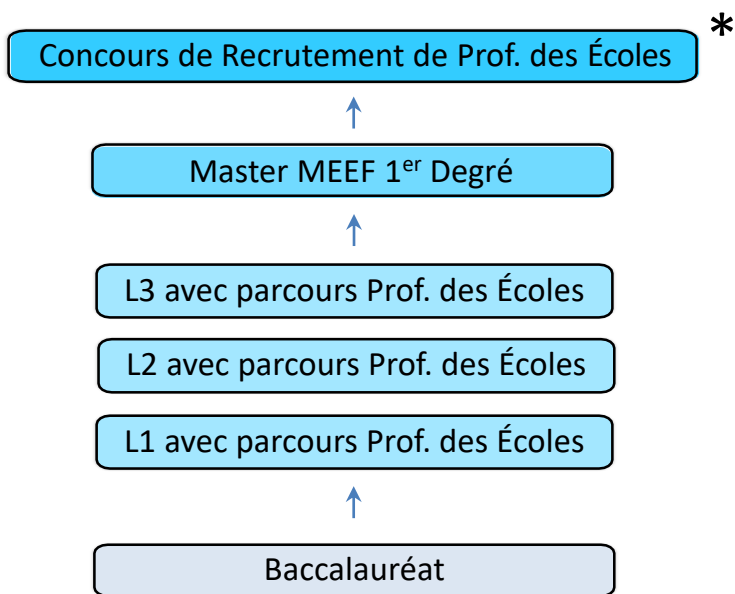 Concours de Recrutement de Prof. des Écoles *
Master MEEF 1er Degré
L3 avec parcours Prof. des Écoles
L2 avec parcours Prof. des Écoles
L1 avec parcours Prof. des Écoles
Baccalauréat